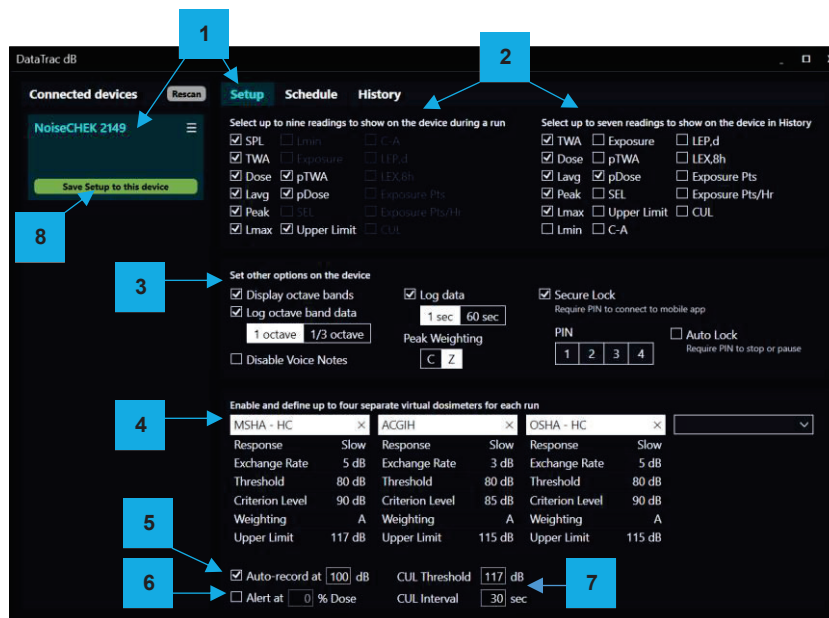 1
2
DataTrac dB
Connected devices Rescan Setup Schedule History
NoiseCHEK 2149
Save Setup to this device
8
Select up to nine readings to show on the device during a run
SPL Lmin C-A
TWA Exposure LEP,d
Dose pTWA LEX,8h
Lavg pDose Exposure Pts
Peak SEL Exposure Pts/Hr
Lmax Upper Limit CUL
Select up to seven readings to show on the device in History
TWA Exposure LEP,d
Dose pTWA LEX,8h
Lavg pDose Exposure Pts
Peak SEL Exposure Pts/Hr
Lmax Upper Limit CUL
Lmin C-A
3
Set other options on the device
Display octave bands
Log octave band data
1 octave 1/3 octave
Disable Voice Notes
Log data
1 sec 60 sec
Peak Weighting
C Z
Secure Lock
Require PIN to connect to mobile app
PIN
1 2 3 4
Auto Lock
Require PIN to stop or pause
4
Enable and define up to four separate virtual dosimeters for each run
MSHA - HC × ACGIH × OSHA - HC ×
Response Slow Response Slow Response Slow
Exchange Rate 5 dB Exchange Rate 3 dB Exchange Rate 5 dB
Threshold 80 dB Threshold 80 dB Threshold 80 dB
Criterion Level 90 dB Criterion Level 85 dB Criterion Level 90 dB
Weighting A Weighting A Weighting A
Upper Limit 117 dB Upper Limit 115 dB Upper Limit 115 dB
5
6
Auto-record at 100 dB CUL Threshold 117 dB
Alert at 0 % Dose CUL Interval 30 sec
7